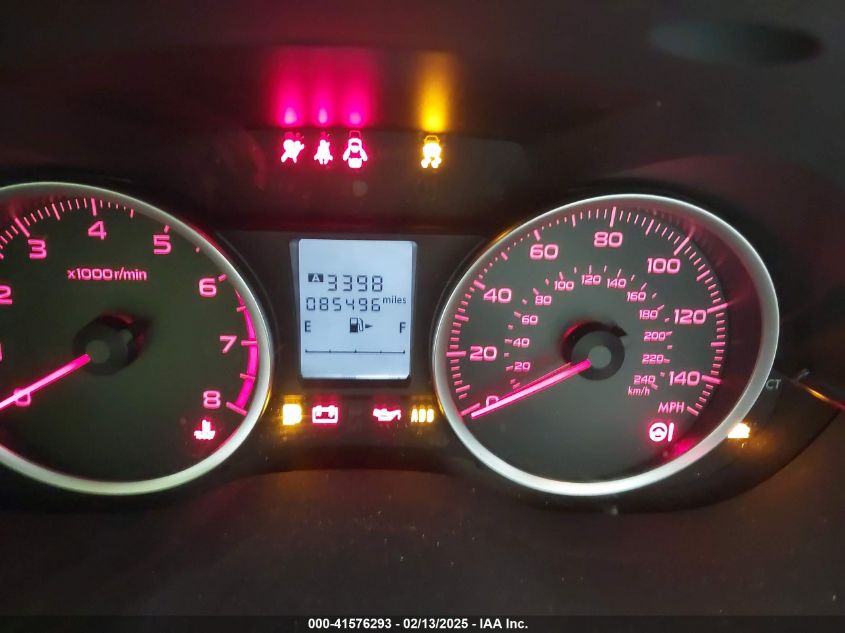 3 4 5
x1000r/min
2 6
7
0 8
A 3398
085496 miles
E F
60 80 100
40 120
20 140
0
MPH
20 40 60 80 100 120 140 160 180 200 220 240
km/h
CT
000-41576293 - 02/13/2025 - IAA Inc.